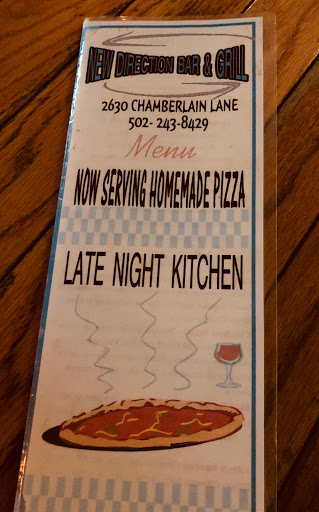 NEW DIRECTION BAR & GRILL
2630 CHAMBERLAIN LANE
502-243-8429
Menu
NOW SERVING HOMEMADE PIZZA
LATE NIGHT KITCHEN